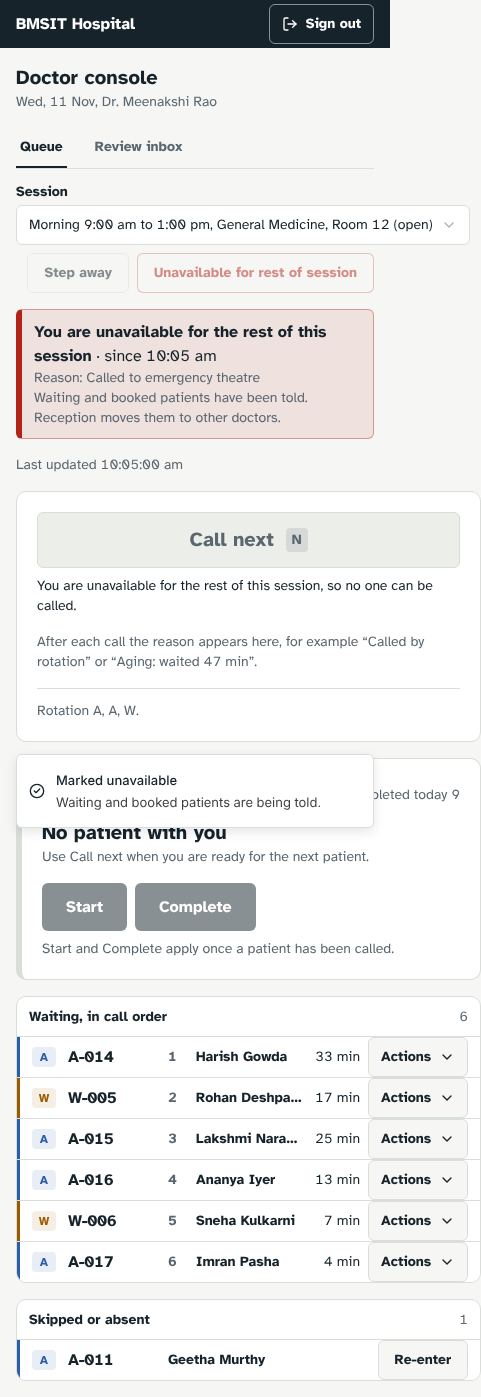 BMSIT Hospital
Sign out
Doctor console
Wed, 11 Nov, Dr. Meenakshi Rao
Queue
Review inbox
Session
Morning 9:00 am to 1:00 pm, General Medicine, Room 12 (open)
Step away
Unavailable for rest of session
You are unavailable for the rest of this
session · since 10:05 am
Reason: Called to emergency theatre
Waiting and booked patients have been told.
Reception moves them to other doctors.
Last updated 10:05:00 am
Call next N
You are unavailable for the rest of this session, so no one can be
called.
After each call the reason appears here, for example “Called by
rotation” or “Aging: waited 47 min”.
Rotation A, A, W.
Marked unavailable
Waiting and booked patients are being told.
today 9
No patient with you
Use Call next when you are ready for the next patient.
Start
Complete
Start and Complete apply once a patient has been called.
Waiting, in call order 6
A A-014 1 Harish Gowda 33 min Actions
W W-005 2 Rohan Deshpa... 17 min Actions
A A-015 3 Lakshmi Nara... 25 min Actions
A A-016 4 Ananya Iyer 13 min Actions
W W-006 5 Sneha Kulkarni 7 min Actions
A A-017 6 Imran Pasha 4 min Actions
Skipped or absent 1
A A-011 Geetha Murthy Re-enter